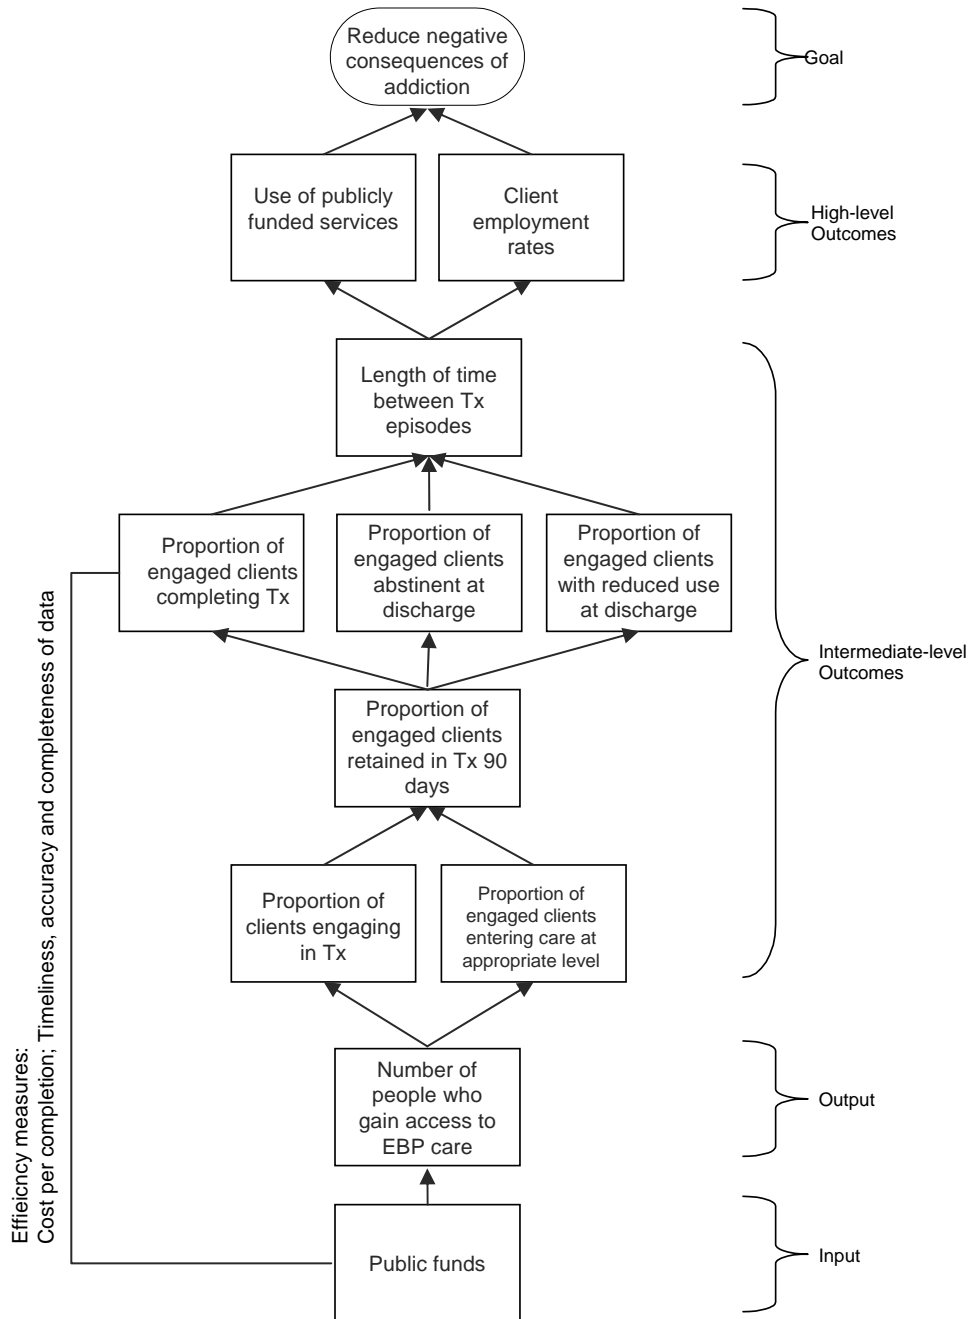 Reduce negative
consequences of
addiction
Goal
Use of publicly
funded services
Client
employment
rates
High-level
Outcomes
Length of time
between Tx
episodes
Proportion of
engaged clients
completing Tx
Proportion of
engaged clients
abstinent at
discharge
Proportion of
engaged clients
with reduced use
at discharge
Intermediate-level
Outcomes
Proportion of
engaged clients
retained in Tx 90
days
Proportion of
clients engaging
in Tx
Proportion of
engaged clients
entering care at
appropriate level
Number of
people who
gain access to
EBP care
Output
Public funds
Input
Effieicncy measures:
Cost per completion; Timeliness, accuracy and completeness of data